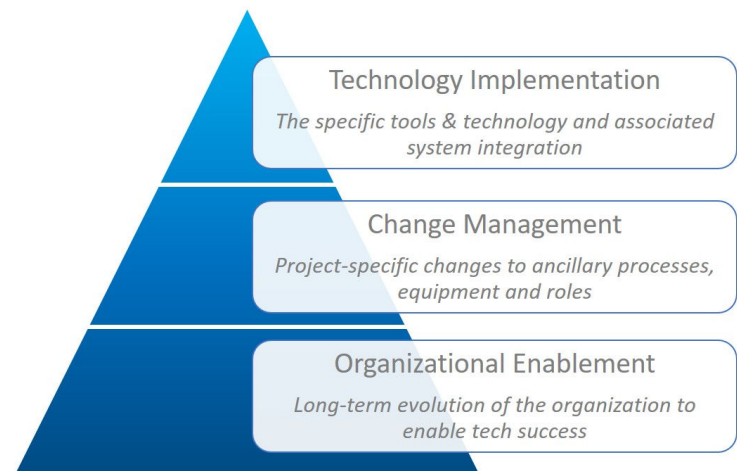 Technology Implementation
The specific tools & technology and associated
system integration
Change Management
Project-specific changes to ancillary processes,
equipment and roles
Organizational Enablement
Long-term evolution of the organization to
enable tech success